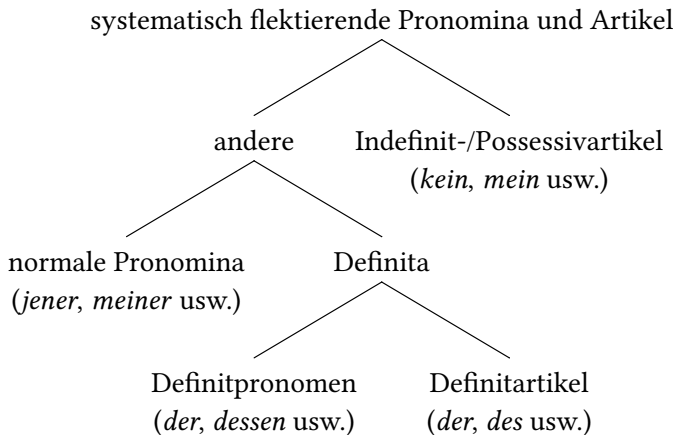 systematisch flektierende Pronomina und Artikel
andere
Indefinit-/Possessivartikel
(kein, mein usw.)
normale Pronomina
(jener, meiner usw.)
Definita
Definitpronomen
(der, dessen usw.)
Definitartikel
(der, des usw.)